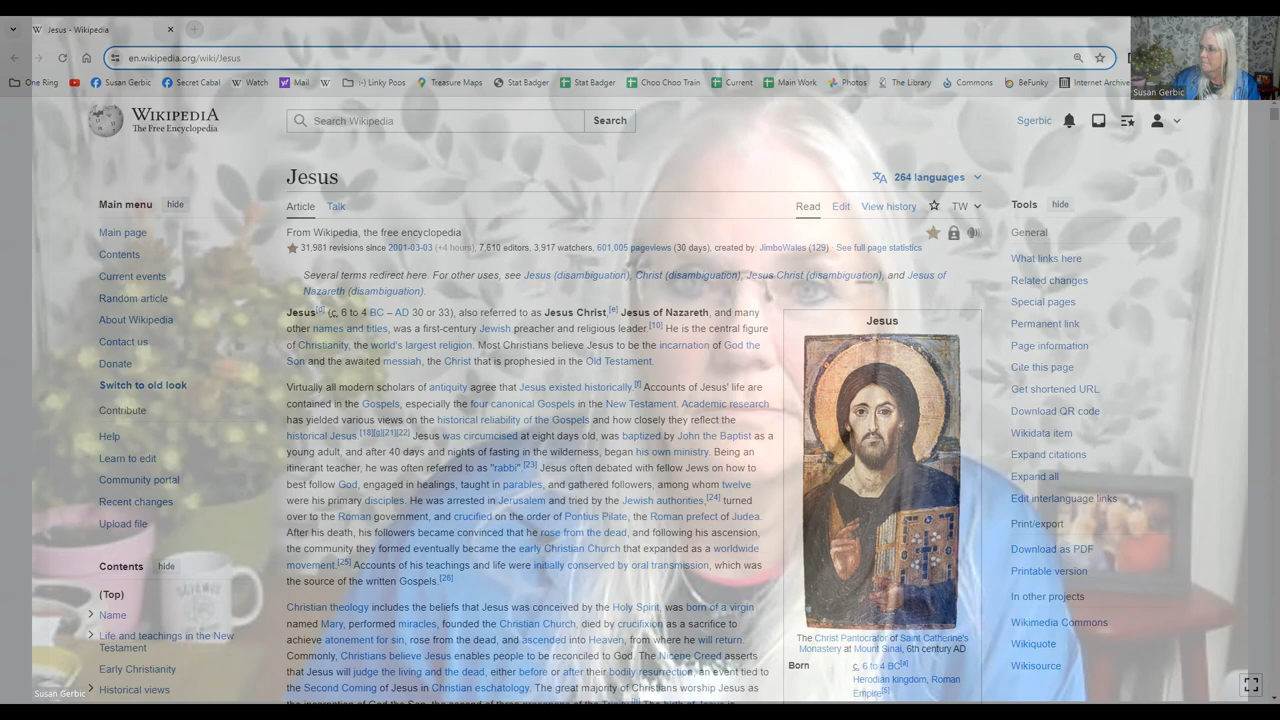 Jesus - Wikipedia
en.wikipedia.org/wiki/Jesus
One Ring Susan Gerbic Secret Cabal Watch Mail :-) Linky Poos Treasure Maps Stat Badger Stat Badger Choo Choo Train Current Main Work Photos The Library Commons BeFunky Internet Archive
Susan Gerbic
WIKIPEDIA
The Free Encyclopedia
Search Wikipedia
Search
Sgerbic
Jesus
264 languages
Main menu hide
Main page
Contents
Current events
Random article
About Wikipedia
Contact us
Donate
Switch to old look
Contribute
Help
Learn to edit
Community portal
Recent changes
Upload file
Contents hide
(Top)
Name
Life and teachings in the New
Testament
Early Christianity
Historical views
Article Talk
Read Edit View history TW
From Wikipedia, the free encyclopedia
31,981 revisions since 2001-03-03 (+4 hours), 7,610 editors, 3,917 watchers, 601,005 pageviews (30 days), created by: JimboWales (129) · See full page statistics
Several terms redirect here. For other uses, see Jesus (disambiguation), Christ (disambiguation), Jesus Christ (disambiguation), and Jesus of
Nazareth (disambiguation).
Jesus[d] (c. 6 to 4 BC – AD 30 or 33), also referred to as Jesus Christ,[e] Jesus of Nazareth, and many
other names and titles, was a first-century Jewish preacher and religious leader.[10] He is the central figure
of Christianity, the world's largest religion. Most Christians believe Jesus to be the incarnation of God the
Son and the awaited messiah, the Christ that is prophesied in the Old Testament.
Virtually all modern scholars of antiquity agree that Jesus existed historically.[f] Accounts of Jesus' life are
contained in the Gospels, especially the four canonical Gospels in the New Testament. Academic research
has yielded various views on the historical reliability of the Gospels and how closely they reflect the
historical Jesus.[18][g][21][22] Jesus was circumcised at eight days old, was baptized by John the Baptist as a
young adult, and after 40 days and nights of fasting in the wilderness, began his own ministry. Being an
itinerant teacher, he was often referred to as "rabbi".[23] Jesus often debated with fellow Jews on how to
best follow God, engaged in healings, taught in parables, and gathered followers, among whom twelve
were his primary disciples. He was arrested in Jerusalem and tried by the Jewish authorities,[24] turned
over to the Roman government, and crucified on the order of Pontius Pilate, the Roman prefect of Judea.
After his death, his followers became convinced that he rose from the dead, and following his ascension,
the community they formed eventually became the early Christian Church that expanded as a worldwide
movement.[25] Accounts of his teachings and life were initially conserved by oral transmission, which was
the source of the written Gospels.[26]
Christian theology includes the beliefs that Jesus was conceived by the Holy Spirit, was born of a virgin
named Mary, performed miracles, founded the Christian Church, died by crucifixion as a sacrifice to
achieve atonement for sin, rose from the dead, and ascended into Heaven, from where he will return.
Commonly, Christians believe Jesus enables people to be reconciled to God. The Nicene Creed asserts
that Jesus will judge the living and the dead, either before or after their bodily resurrection, an event tied to
the Second Coming of Jesus in Christian eschatology. The great majority of Christians worship Jesus as
Jesus
The Christ Pantocrator of Saint Catherine's
Monastery at Mount Sinai, 6th century AD
Born c. 6 to 4 BC[a]
Herodian kingdom, Roman
Empire[5]
Tools hide
General
What links here
Related changes
Special pages
Permanent link
Page information
Cite this page
Get shortened URL
Download QR code
Wikidata item
Expand citations
Expand all
Edit interlanguage links
Print/export
Download as PDF
Printable version
In other projects
Wikimedia Commons
Wikiquote
Wikisource
Susan Gerbic